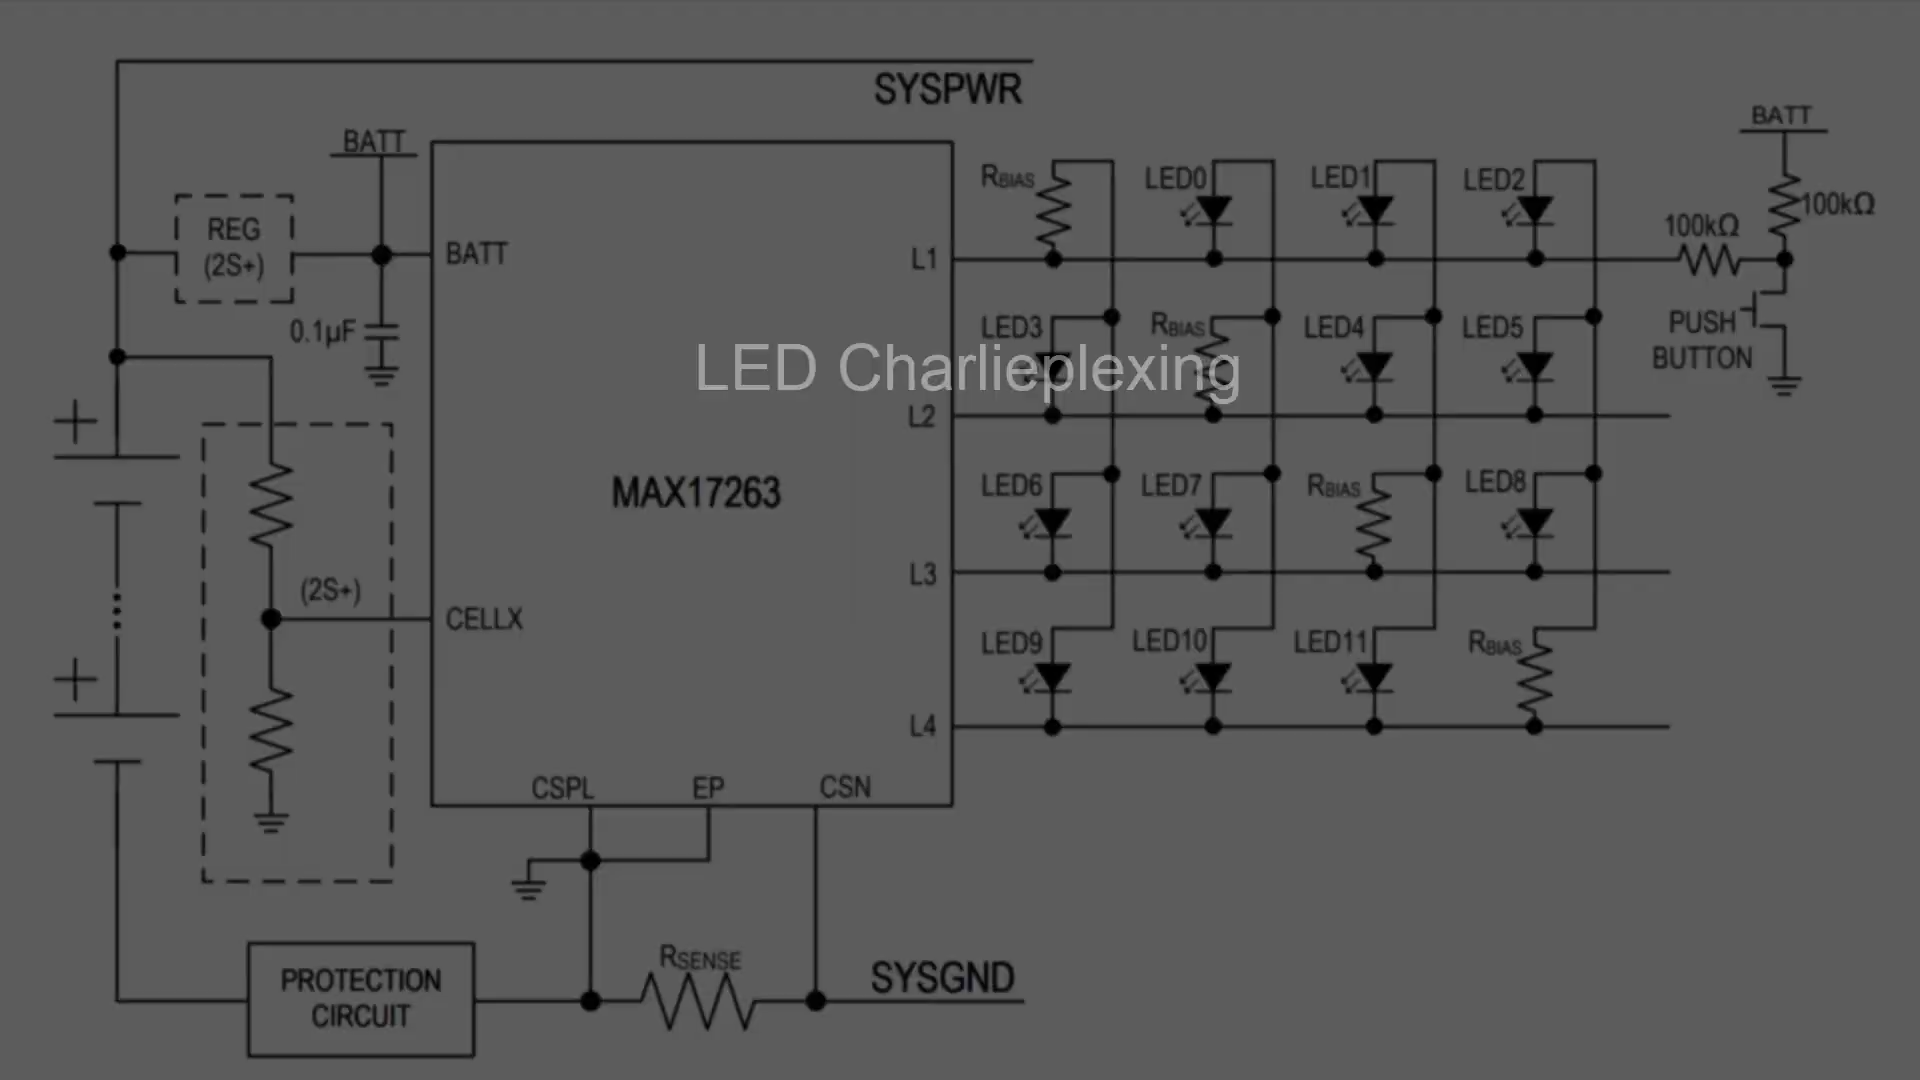 SYSPWR
BATT
BATT
RBIAS
LED0
LED1
LED2
100kΩ
100kΩ
REG
(2S+)
BATT
L1
0.1µF
LED3
RBIAS
LED4
LED5
PUSH
BUTTON
LED Charlieplexing
L2
MAX17263
LED6
LED7
RBIAS
LED8
L3
(2S+)
CELLX
LED9
LED10
LED11
RBIAS
L4
CSPL
EP
CSN
RSENSE
SYSGND
PROTECTION
CIRCUIT